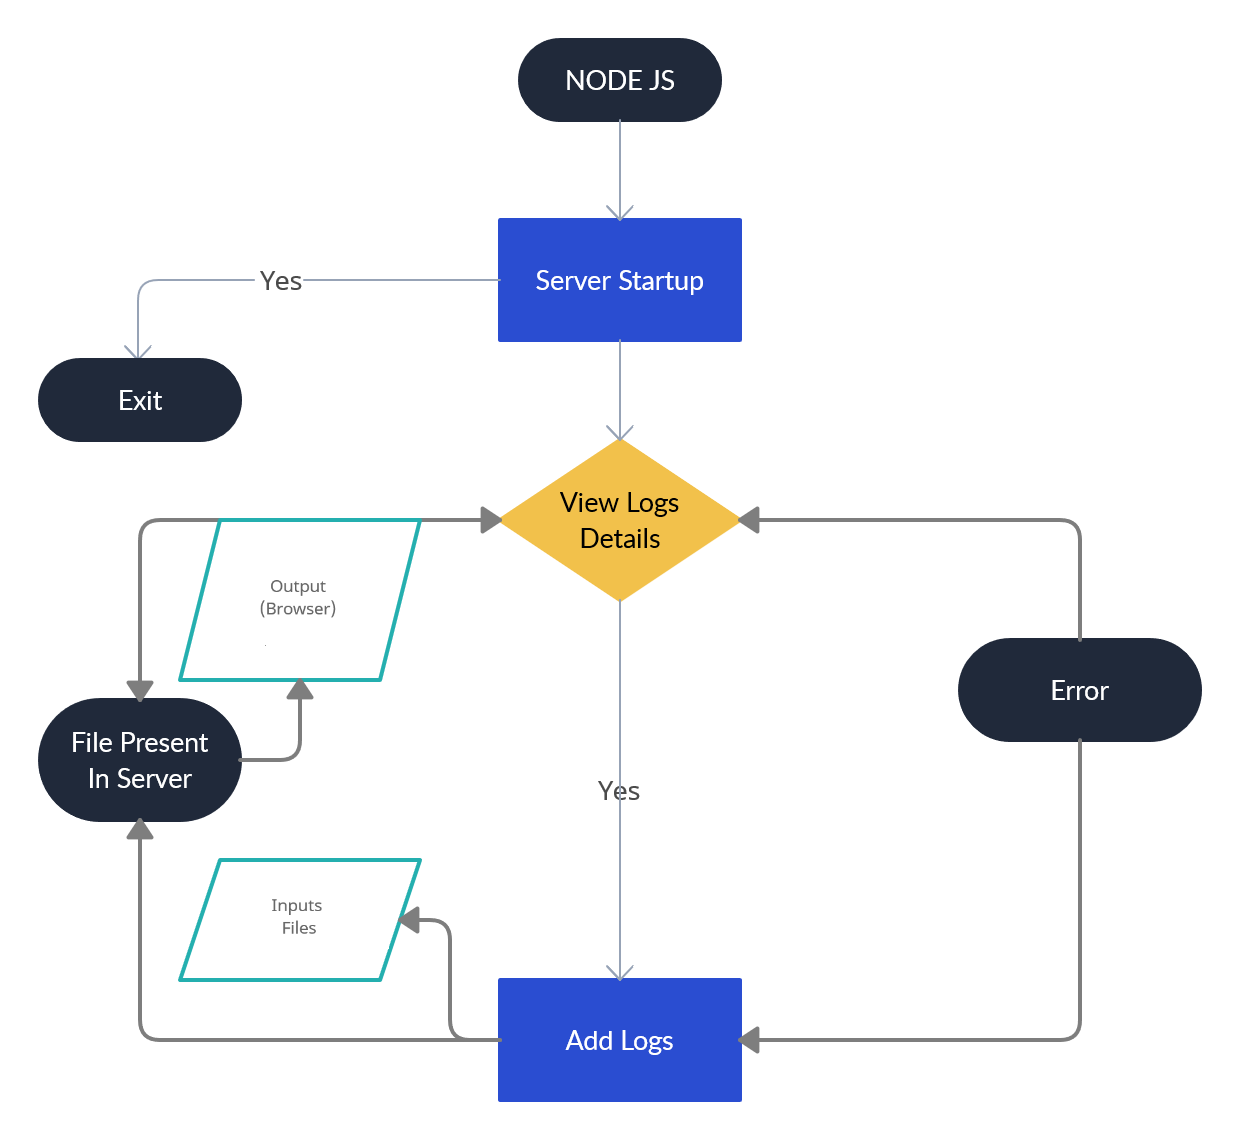 NODE JS
Server Startup
Yes
Exit
View Logs
Details
Output
(Browser)
Error
File Present
In Server
Yes
Inputs
Files
Add Logs